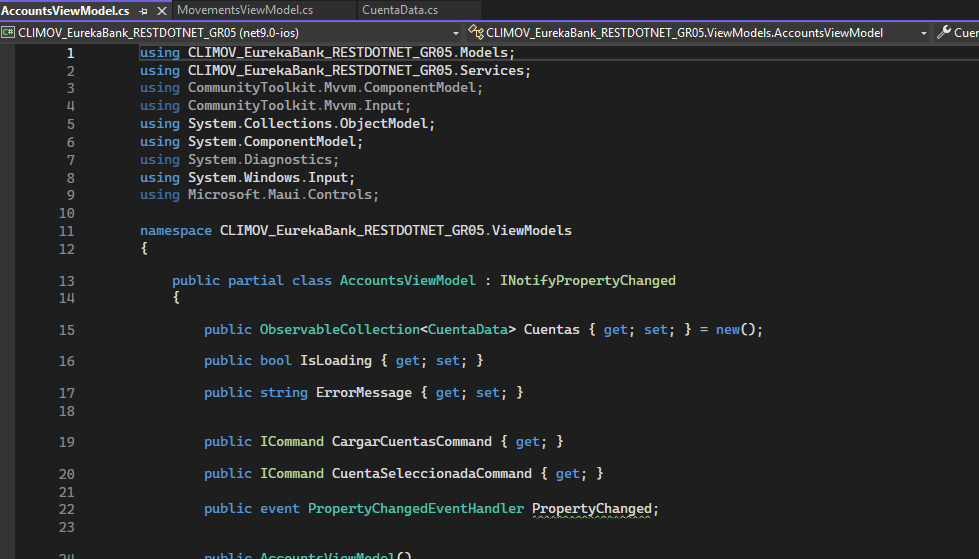 AccountsViewModel.cs MovementsViewModel.cs CuentaData.cs
C# CLIMOV_EurekaBank_RESTDOTNET_GR05 (net9.0-ios) CLIMOV_EurekaBank_RESTDOTNET_GR05.ViewModels.AccountsViewModel Cuen
1 using CLIMOV_EurekaBank_RESTDOTNET_GR05.Models;
2 using CLIMOV_EurekaBank_RESTDOTNET_GR05.Services;
3 using CommunityToolkit.Mvvm.ComponentModel;
4 using CommunityToolkit.Mvvm.Input;
5 using System.Collections.ObjectModel;
6 using System.ComponentModel;
7 using System.Diagnostics;
8 using System.Windows.Input;
9 using Microsoft.Maui.Controls;
10
11 namespace CLIMOV_EurekaBank_RESTDOTNET_GR05.ViewModels
12 {
13 public partial class AccountsViewModel : INotifyPropertyChanged
14 {
15 public ObservableCollection<CuentaData> Cuentas { get; set; } = new();
16 public bool IsLoading { get; set; }
17 public string ErrorMessage { get; set; }
18
19 public ICommand CargarCuentasCommand { get; }
20 public ICommand CuentaSeleccionadaCommand { get; }
21
22 public event PropertyChangedEventHandler PropertyChanged;
23
24 public AccountsViewModel()